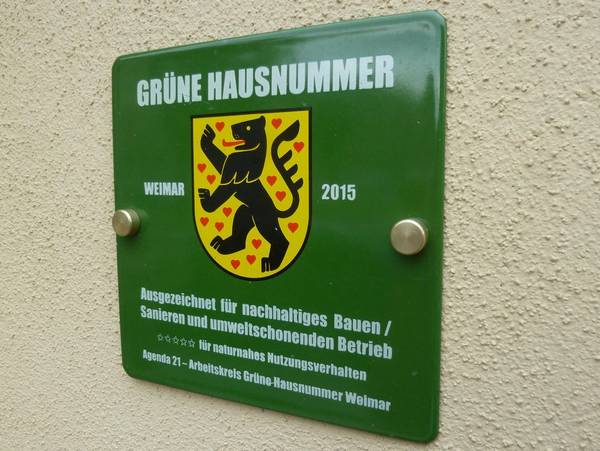 GRÜNE HAUSNUMMER
WEIMAR 2015
Ausgezeichnet für nachhaltiges Bauen /
Sanieren und umweltschonenden Betrieb
☆☆☆☆☆ für naturnahes Nutzungsverhalten
Agenda 21 – Arbeitskreis Grüne-Hausnummer Weimar